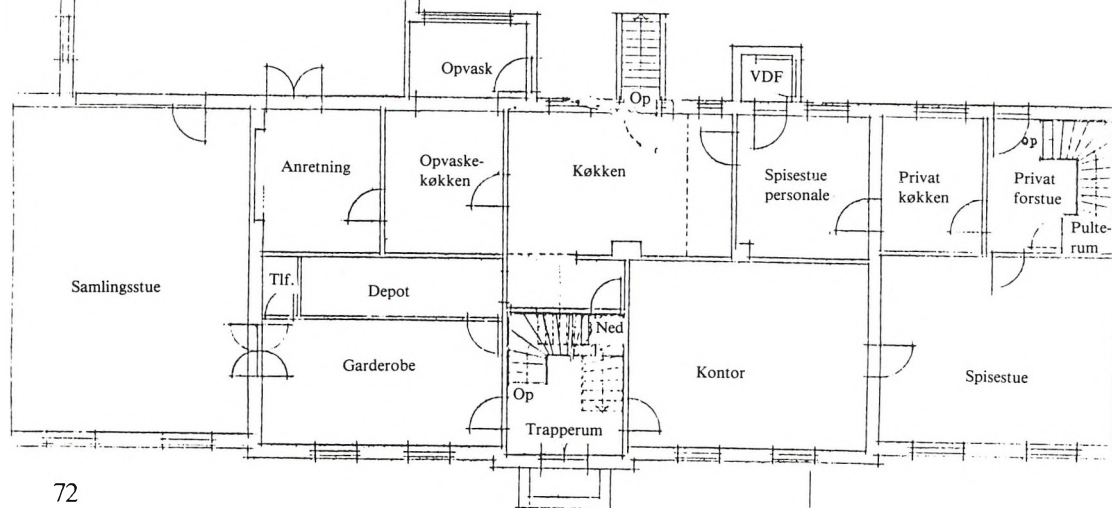 Opvask
VDF
Op
Anretning
Opvaske-
køkken
Køkken
Spisestue
personale
Privat
køkken
op
Privat
forstue
Pulte-
rum
Samlingsstue
Tlf.
Depot
Ned
Garderobe
Op
Kontor
Spisestue
Trapperum
72